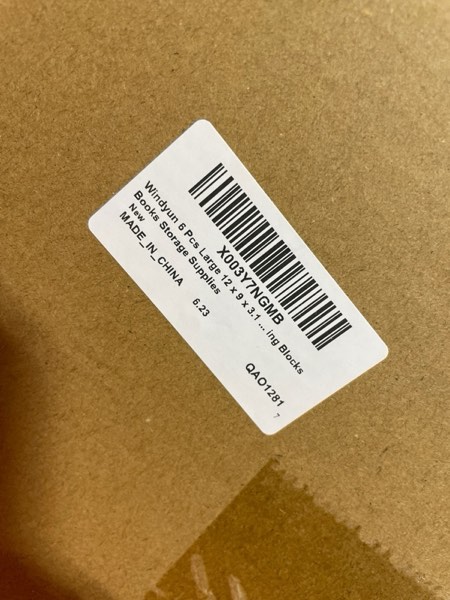 X003Y7NGMB
Windyun 6 Pcs Large 12 x 9 x 3.1 ... ing Blocks
Books Storage Supplies
New
MADE_IN_CHINA
6.23
QAO1281
7